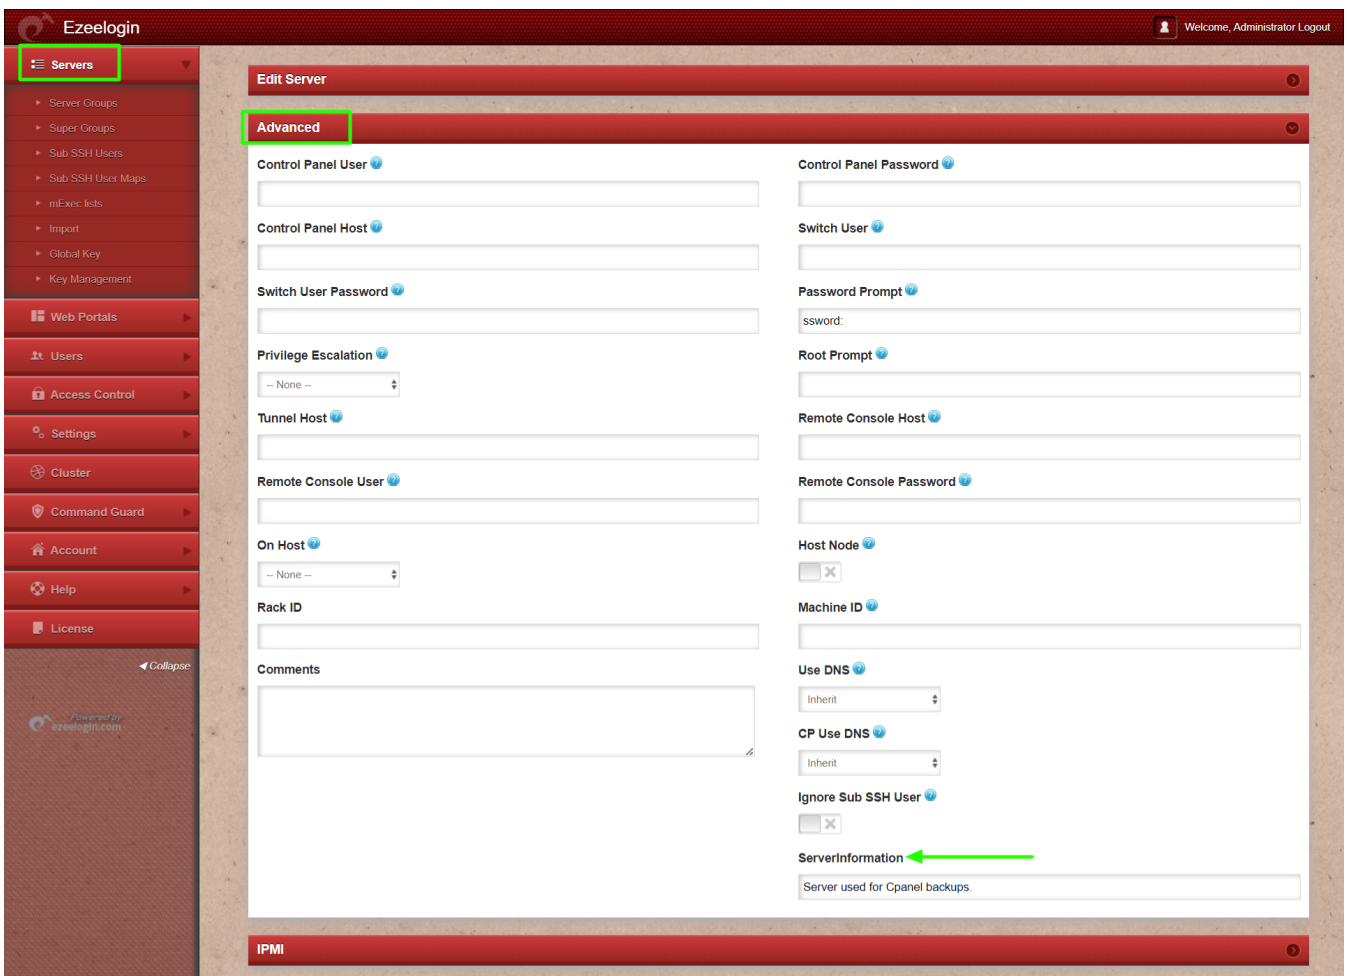 Ezeelogin
Welcome, Administrator Logout
Servers
Server Groups
Super Groups
Sub SSH Users
Sub SSH User Maps
mExec lists
Import
Global Key
Key Management
Web Portals
Users
Access Control
Settings
Cluster
Command Guard
Account
Help
License
Collapse
Powered by
ezeelogin.com
Edit Server
Advanced
Control Panel User
Control Panel Password
Control Panel Host
Switch User
Switch User Password
Password Prompt
ssword:
Privilege Escalation
-- None --
Root Prompt
Tunnel Host
Remote Console Host
Remote Console User
Remote Console Password
On Host
-- None --
Host Node
Rack ID
Machine ID
Comments
Use DNS
Inherit
CP Use DNS
Inherit
Ignore Sub SSH User
ServerInformation
Server used for Cpanel backups.
IPMI